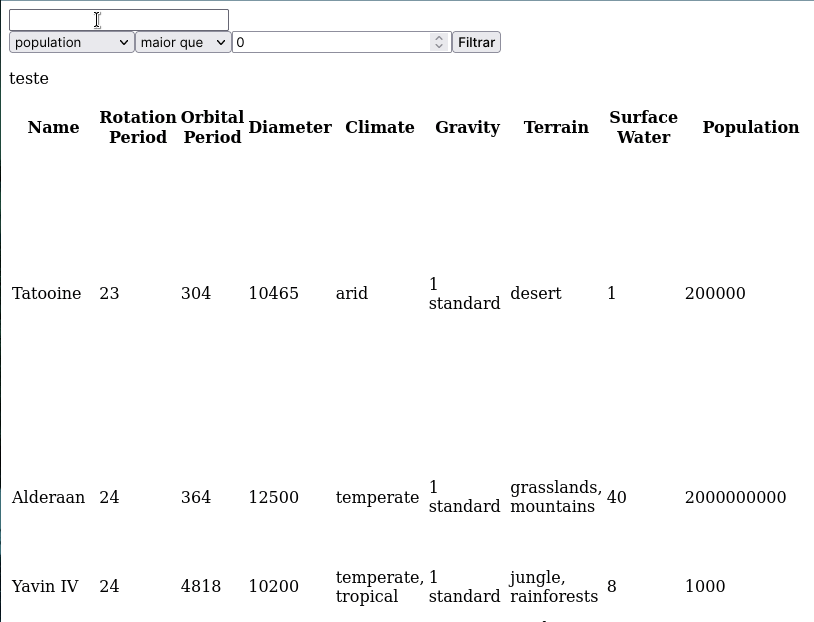 population maior que 0 Filtrar
teste
Name Rotation Period Orbital Period Diameter Climate Gravity Terrain Surface Water Population
Tatooine 23 304 10465 arid 1 standard desert 1 200000
Alderaan 24 364 12500 temperate 1 standard grasslands, mountains 40 2000000000
Yavin IV 24 4818 10200 temperate, tropical 1 standard jungle, rainforests 8 1000